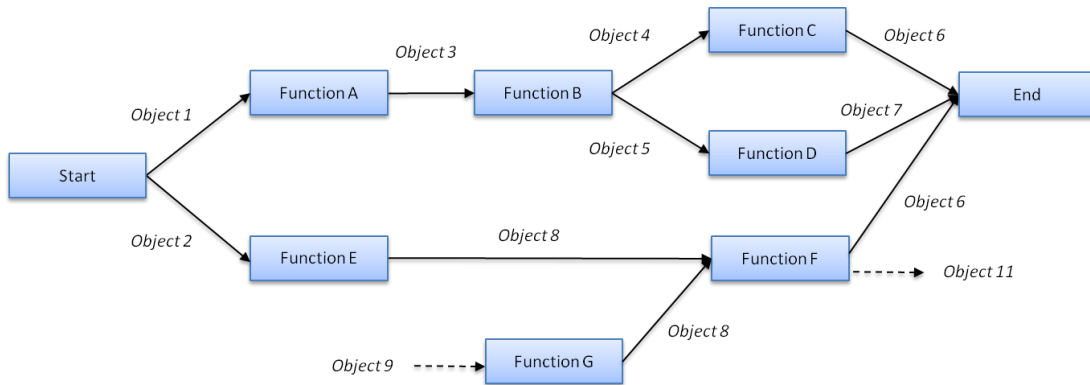 Function C
Object 4
Object 6
Object 3
Function A
Function B
End
Object 1
Object 7
Object 5
Function D
Start
Object 6
Object 2
Object 8
Function E
Function F
Object 11
Object 8
Object 9
Function G